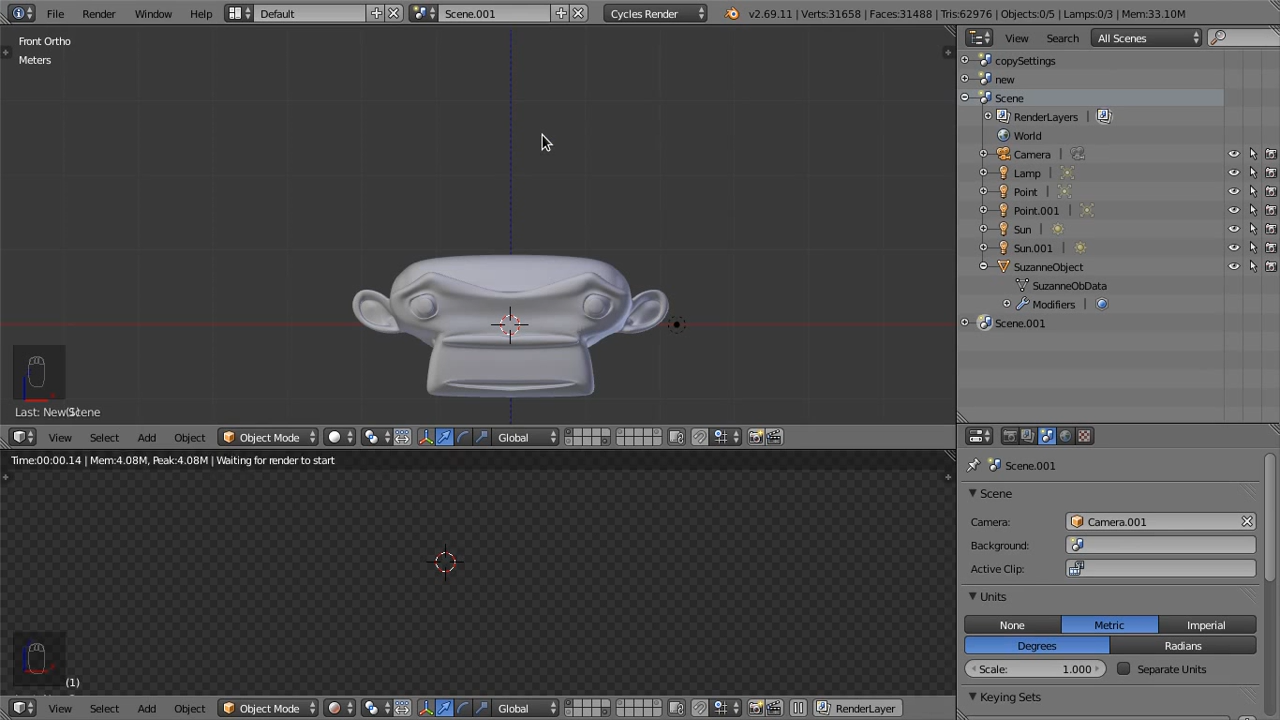 File Render Window Help Default Scene.001 Cycles Render v2.69.11 | Verts:31658 | Faces:31488 | Tris:62976 | Objects:0/5 | Lamps:0/3 | Mem:33.10M
Front Ortho
Meters
Last: New Scene
View Select Add Object Object Mode Global
Time:00:00.14 | Mem:4.08M, Peak:4.08M | Waiting for render to start
(1)
View Select Add Object Object Mode Global RenderLayer
View Search All Scenes
copySettings
new
Scene
RenderLayers |
World
Camera |
Lamp |
Point |
Point.001 |
Sun |
Sun.001 |
SuzanneObject
SuzanneObData
Modifiers |
Scene.001
Scene.001
Scene
Camera: Camera.001
Background:
Active Clip:
Units
None Metric Imperial
Degrees Radians
Scale: 1.000 Separate Units
Keying Sets